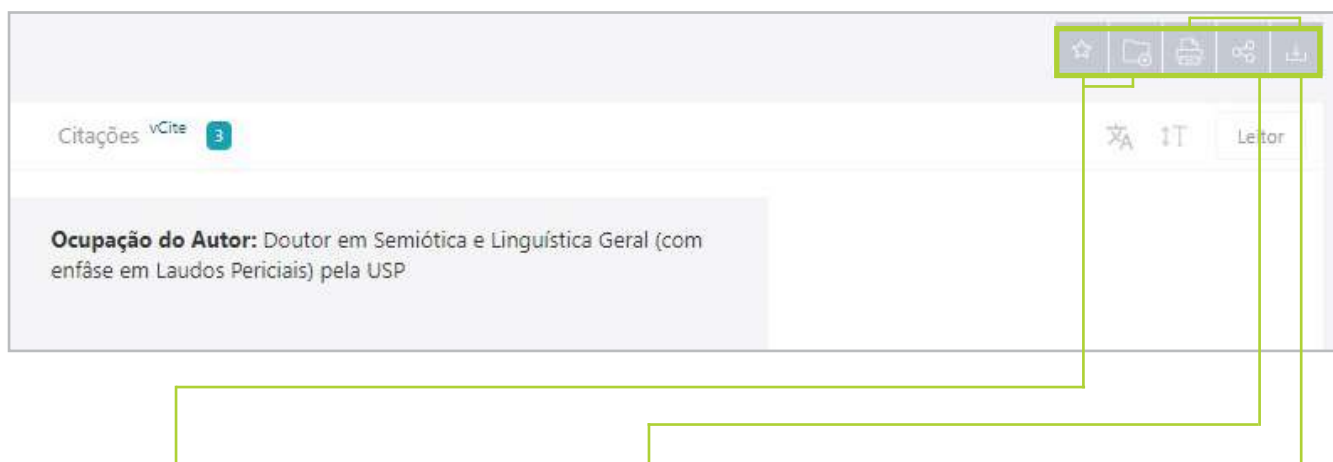 Citações vCite 3
Leitor
Ocupação do Autor: Doutor em Semiótica e Linguística Geral (com
enfâse em Laudos Periciais) pela USP